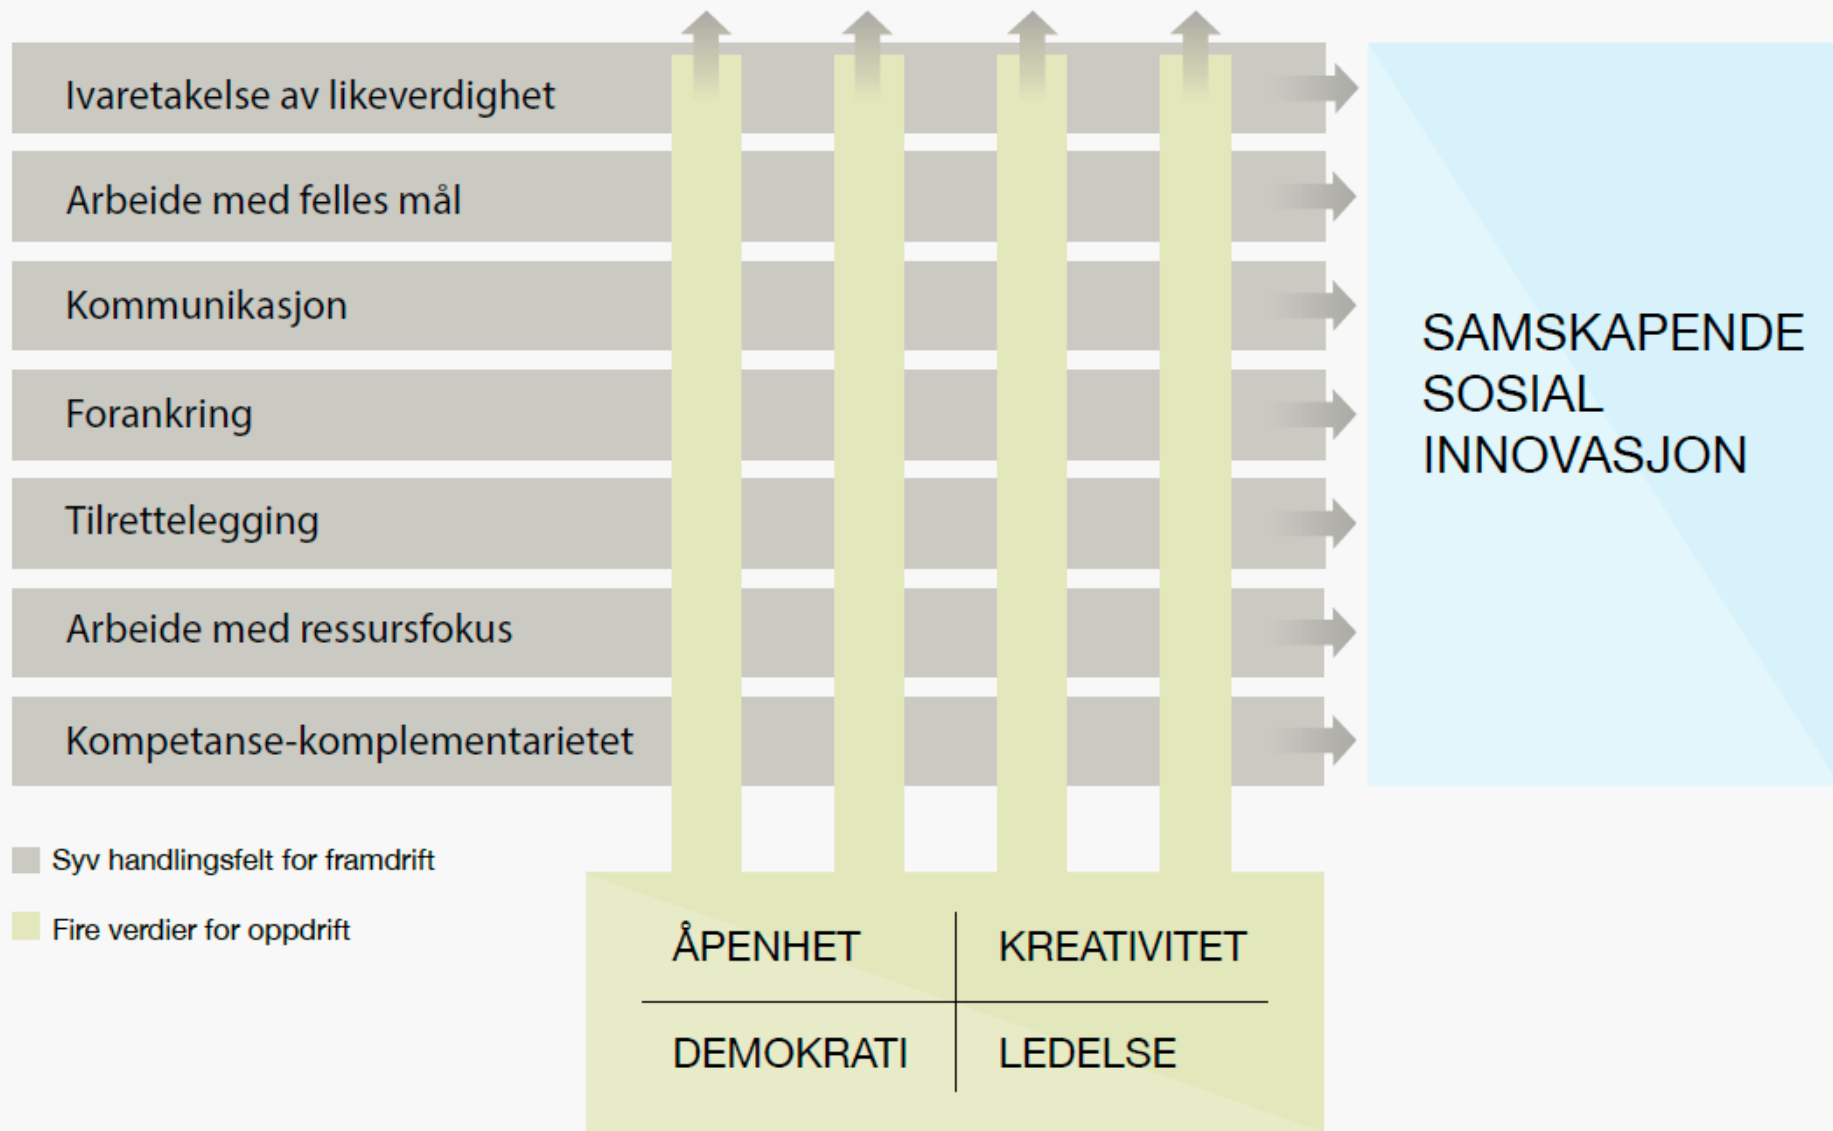 Ivaretakelse av likeverdighet
Arbeide med felles mål
Kommunikasjon
Forankring
Tilrettelegging
Arbeide med ressursfokus
Kompetanse-komplementarietet
SAMSKAPENDE
SOSIAL
INNOVASJON
Syv handlingsfelt for framdrift
Fire verdier for oppdrift
ÅPENHET
KREATIVITET
DEMOKRATI
LEDELSE